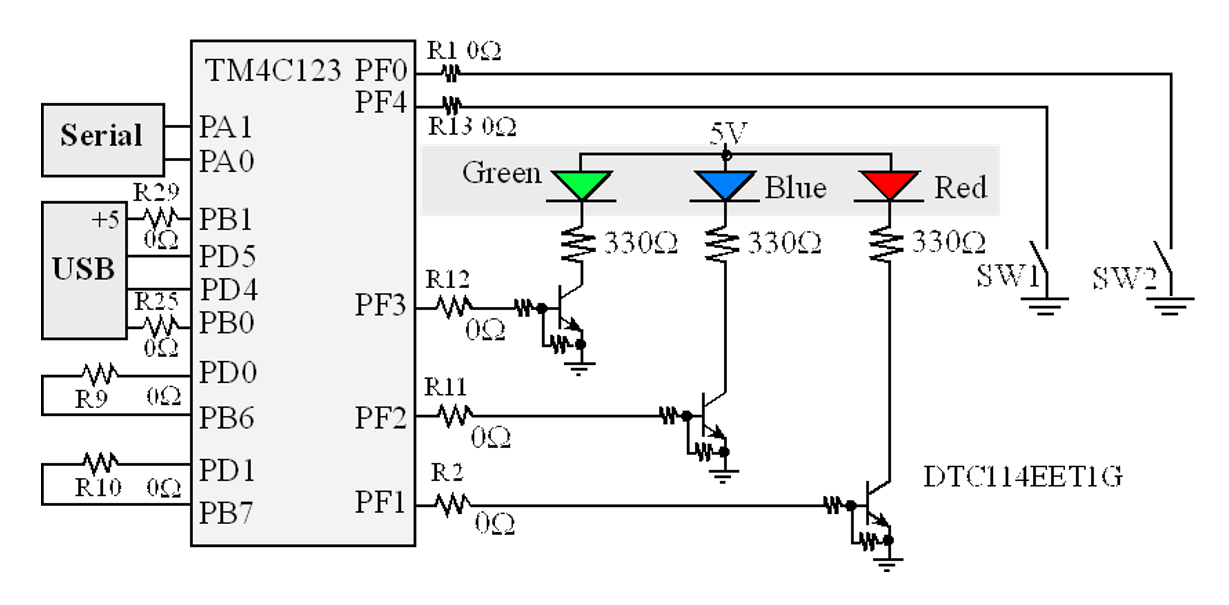 TM4C123
PF0
R1 0Ω
PF4
R13 0Ω
Serial
PA1
PA0
5V
Green
Blue
Red
R29
+5
0Ω
PB1
USB
PD5
PD4
R25
PB0
0Ω
330Ω
330Ω
330Ω
SW1
SW2
PF3
R12
0Ω
PD0
R9
0Ω
PB6
PF2
R11
0Ω
PD1
R10
0Ω
PB7
PF1
R2
0Ω
DTC114EET1G